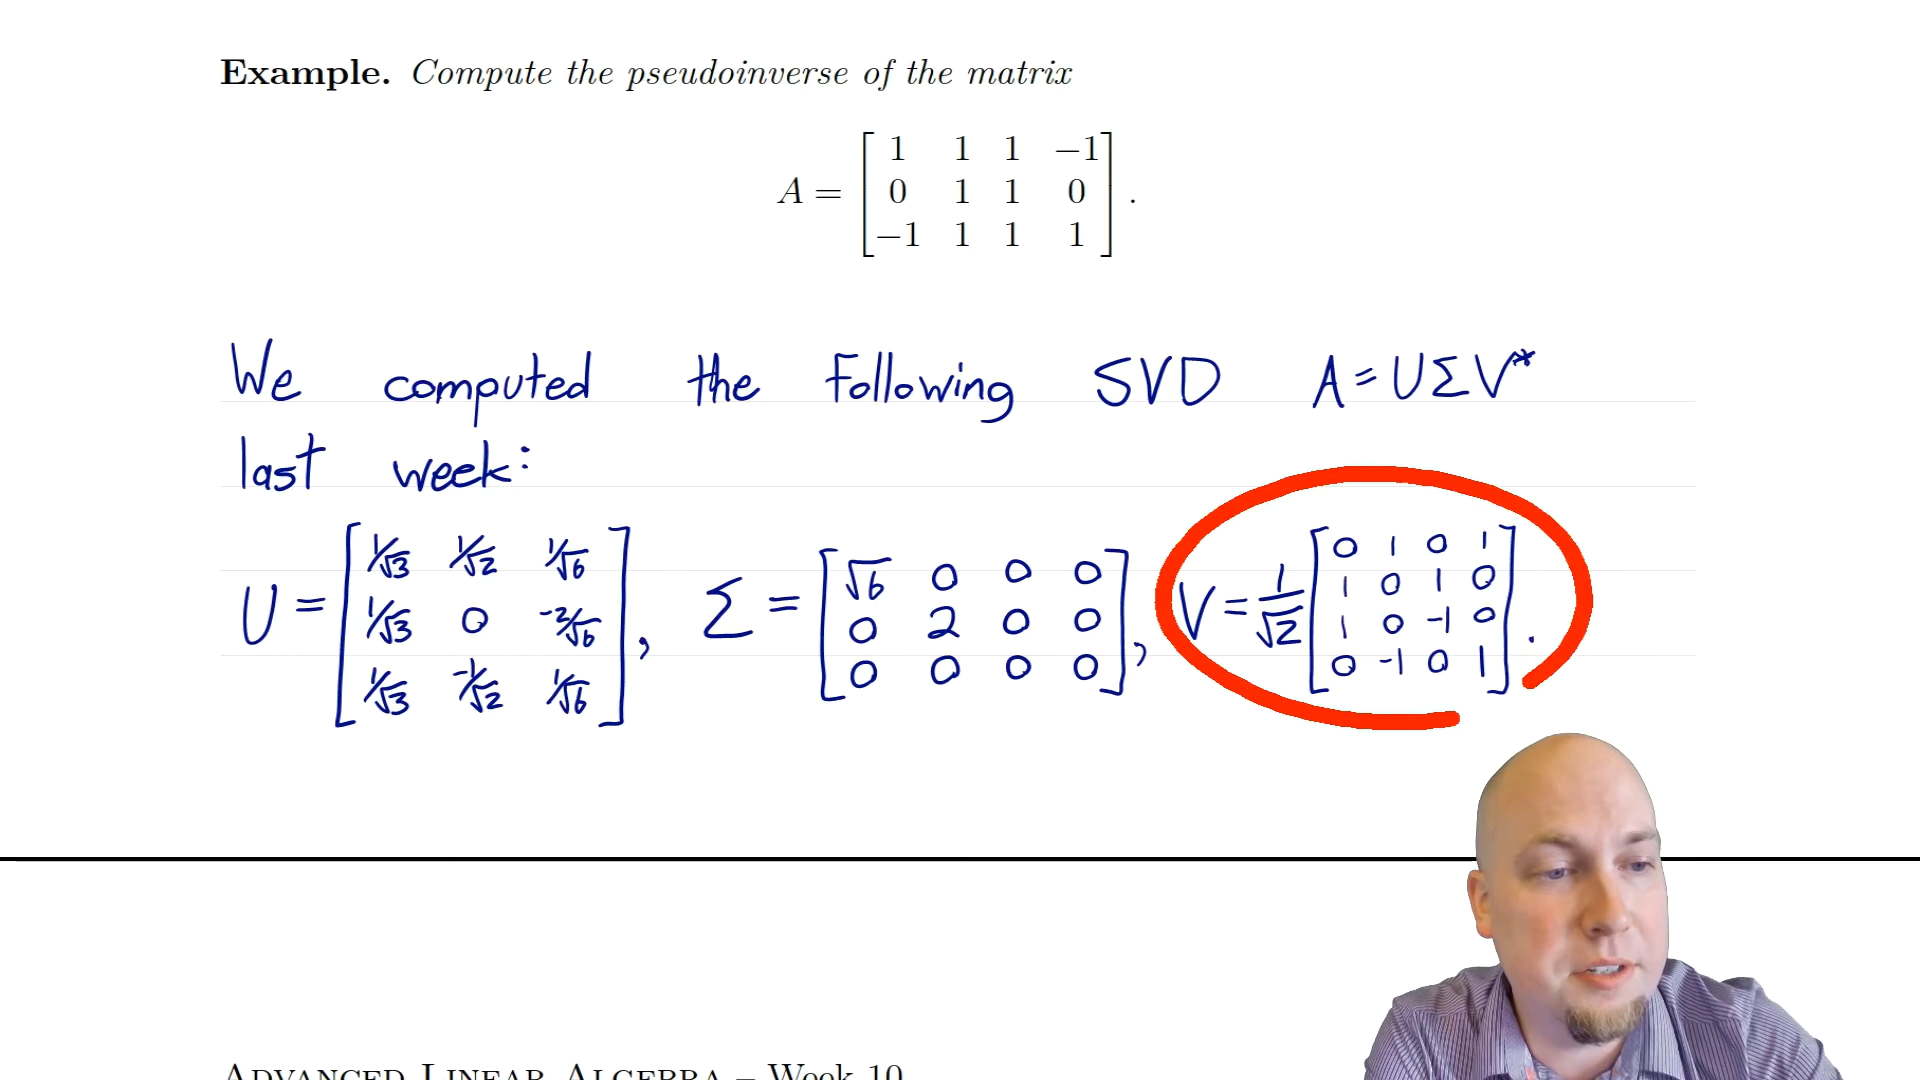 Example. Compute the pseudoinverse of the matrix
A = [ 1 1 1 −1
0 1 1 0
−1 1 1 1 ] .
We computed the following SVD A = UΣV*
last week:
U = [ 1/√3 1/√2 1/√6
1/√3 0 -2/√6
1/√3 -1/√2 1/√6 ] , Σ = [ √6 0 0 0
0 2 0 0
0 0 0 0 ] , V = 1/√2 [ 0 1 0 1
1 0 1 0
1 0 -1 0
0 -1 0 1 ] .
ADVANCED LINEAR ALGEBRA – Week 10